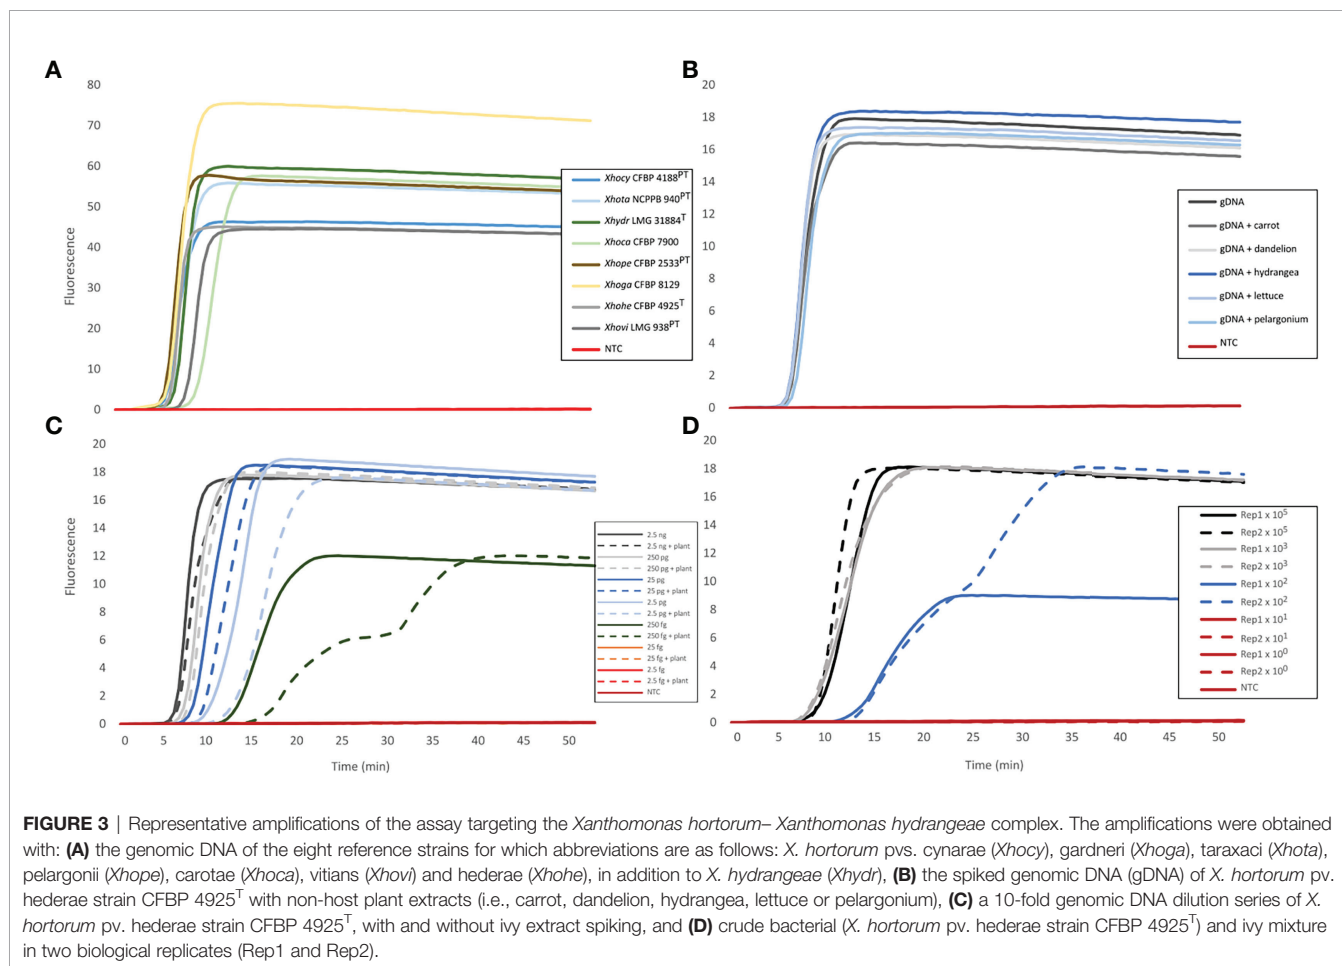 A
80
70
60
50
40
30
20
10
0
Fluorescence
Xhocy CFBP 4188PT
Xhota NCPPB 940PT
Xhydr LMG 31884T
Xhoca CFBP 7900
Xhope CFBP 2533PT
Xhoga CFBP 8129
Xhohe CFBP 4925T
Xhovi LMG 938PT
NTC
B
20
18
16
14
12
10
8
6
4
2
0
gDNA
gDNA + carrot
gDNA + dandelion
gDNA + hydrangea
gDNA + lettuce
gDNA + pelargonium
NTC
C
20
18
16
14
12
10
8
6
4
2
0
Fluorescence
0 5 10 15 20 25 30 35 40 45 50
Time (min)
2.5 ng
2.5 ng + plant
250 pg
250 pg + plant
25 pg
25 pg + plant
2.5 pg
2.5 pg + plant
250 fg
250 fg + plant
25 fg
25 fg + plant
2.5 fg
2.5 fg + plant
NTC
D
20
18
16
14
12
10
8
6
4
2
0
0 5 10 15 20 25 30 35 40 45 50
Time (min)
Rep1 x 10⁵
Rep2 x 10⁵
Rep1 x 10³
Rep2 x 10³
Rep1 x 10²
Rep2 x 10²
Rep1 x 10¹
Rep2 x 10¹
Rep1 x 10⁰
Rep2 x 10⁰
NTC
FIGURE 3 | Representative amplifications of the assay targeting the Xanthomonas hortorum– Xanthomonas hydrangeae complex. The amplifications were obtained
with: (A) the genomic DNA of the eight reference strains for which abbreviations are as follows: X. hortorum pvs. cynarae (Xhocy), gardneri (Xhoga), taraxaci (Xhota),
pelargonii (Xhope), carotae (Xhoca), vitians (Xhovi) and hederae (Xhohe), in addition to X. hydrangeae (Xhydr), (B) the spiked genomic DNA (gDNA) of X. hortorum pv.
hederae strain CFBP 4925T with non-host plant extracts (i.e., carrot, dandelion, hydrangea, lettuce or pelargonium), (C) a 10-fold genomic DNA dilution series of X.
hortorum pv. hederae strain CFBP 4925T, with and without ivy extract spiking, and (D) crude bacterial (X. hortorum pv. hederae strain CFBP 4925T) and ivy mixture
in two biological replicates (Rep1 and Rep2).